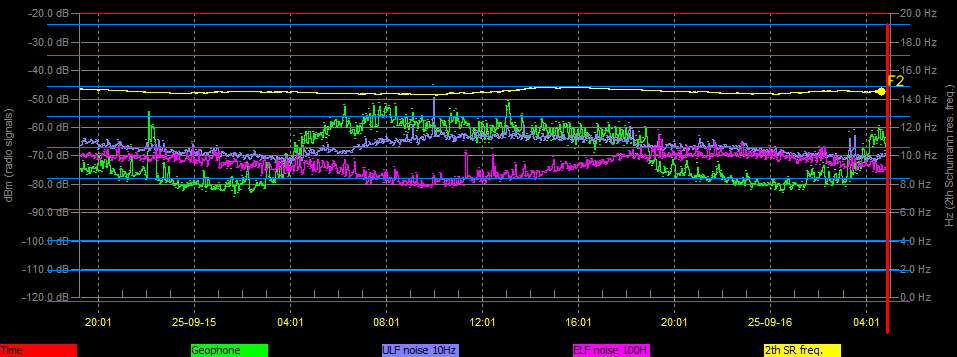 -20.0 dB 20.0 Hz
-30.0 dB 18.0 Hz
-40.0 dB 16.0 Hz
F2
-50.0 dB 14.0 Hz
-60.0 dB 12.0 Hz
-70.0 dB 10.0 Hz
-80.0 dB 8.0 Hz
-90.0 dB 6.0 Hz
-100.0 dB 4.0 Hz
-110.0 dB 2.0 Hz
-120.0 dB 0.0 Hz
dBm (radio signals)
Hz (2th Schumann res. freq.)
20:01 25-09-15 04:01 08:01 12:01 16:01 20:01 25-09-16 04:01
Time Geophone ULF noise 10Hz ELF noise 100H 2th SR freq.